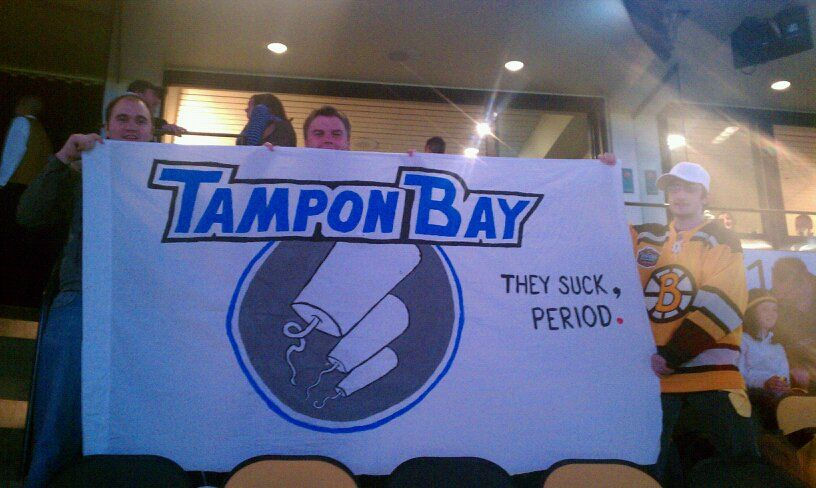 TAMPON BAY
THEY SUCK,
PERIOD.
B